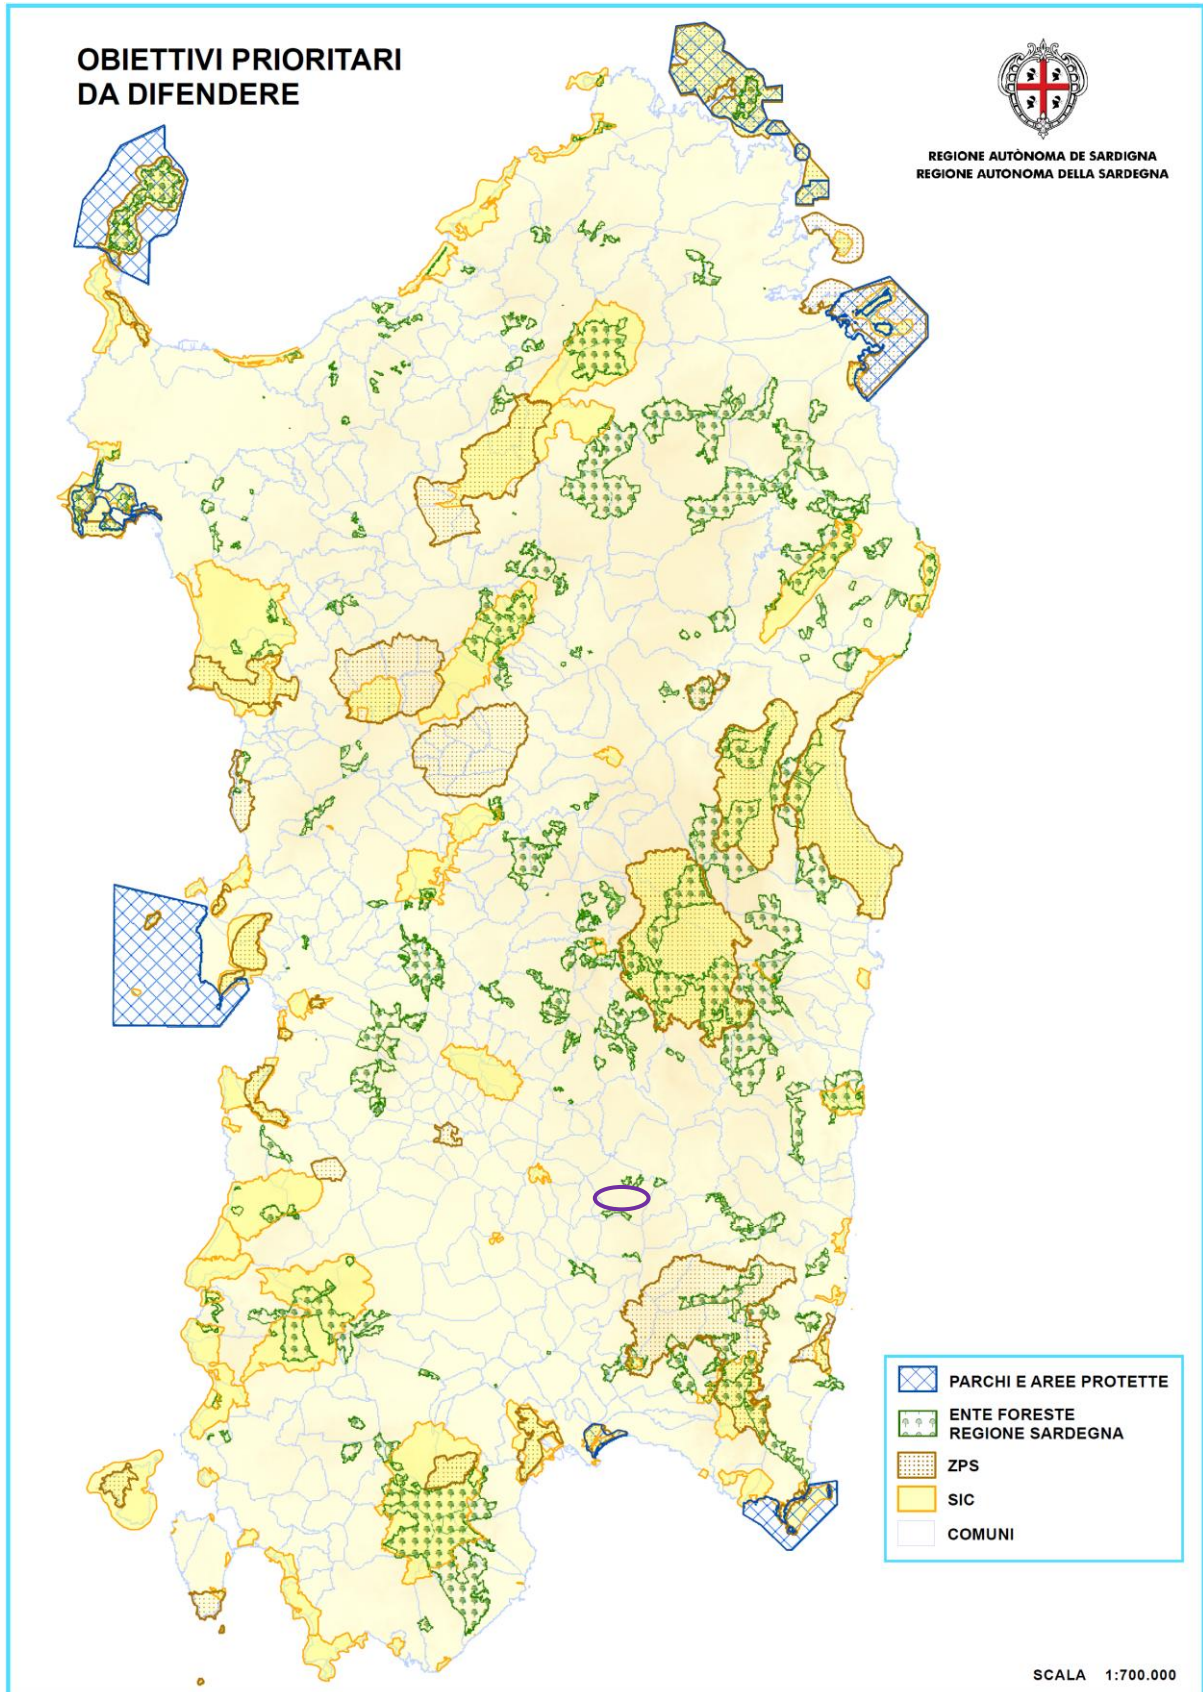 OBIETTIVI PRIORITARI
DA DIFENDERE
REGIONE AUTÒNOMA DE SARDIGNA
REGIONE AUTONOMA DELLA SARDEGNA
PARCHI E AREE PROTETTE
ENTE FORESTE
REGIONE SARDEGNA
ZPS
SIC
COMUNI
SCALA 1:700.000